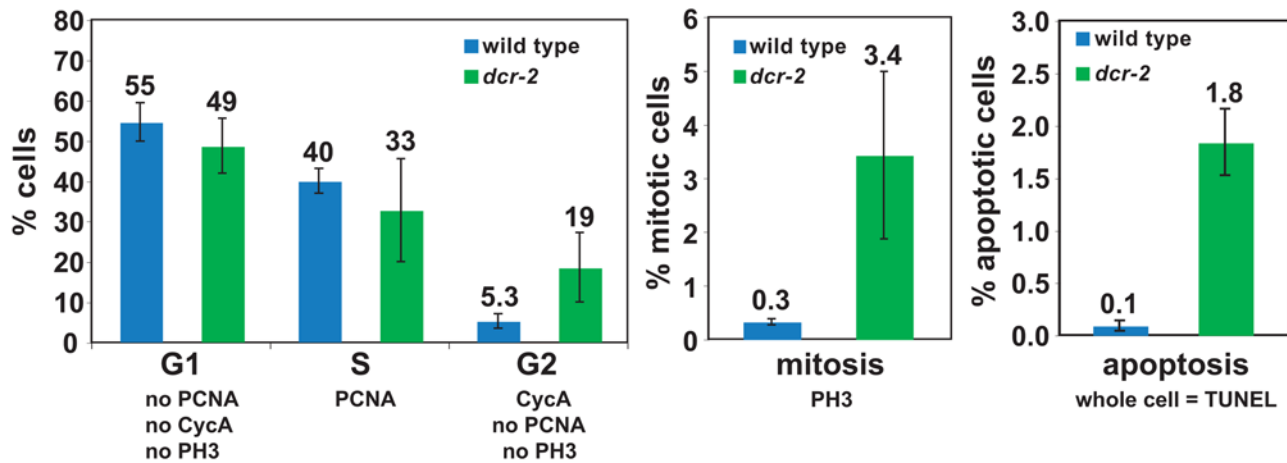 % cells
80
70
60
50
40
30
20
10
0
wild type
dcr-2
55
49
40
33
5.3
19
G1
S
G2
no PCNA
no CycA
no PH3
PCNA
CycA
no PCNA
no PH3
% mitotic cells
6
5
4
3
2
1
0
wild type
dcr-2
0.3
3.4
mitosis
PH3
% apoptotic cells
3.0
2.5
2.0
1.5
1.0
0.5
0.0
wild type
dcr-2
0.1
1.8
apoptosis
whole cell = TUNEL